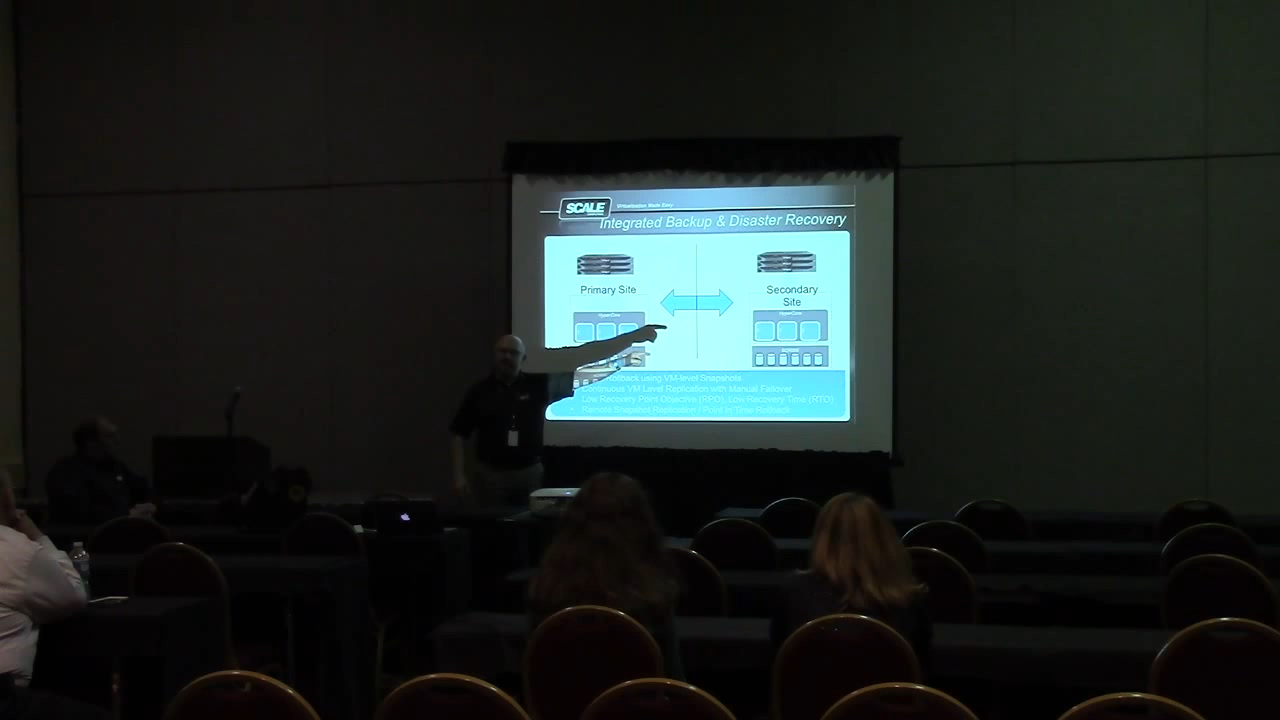 SCALE
Virtualization Made Easy
Integrated Backup & Disaster Recovery
Primary Site
Secondary
Site
HyperCore
HyperCore
Rollback using VM-level Snapshots
Continuous VM Level Replication with Manual Failover
Low Recovery Point Objective (RPO), Low Recovery Time (RTO)
• Remote Snapshot Replication / Point In Time Rollback